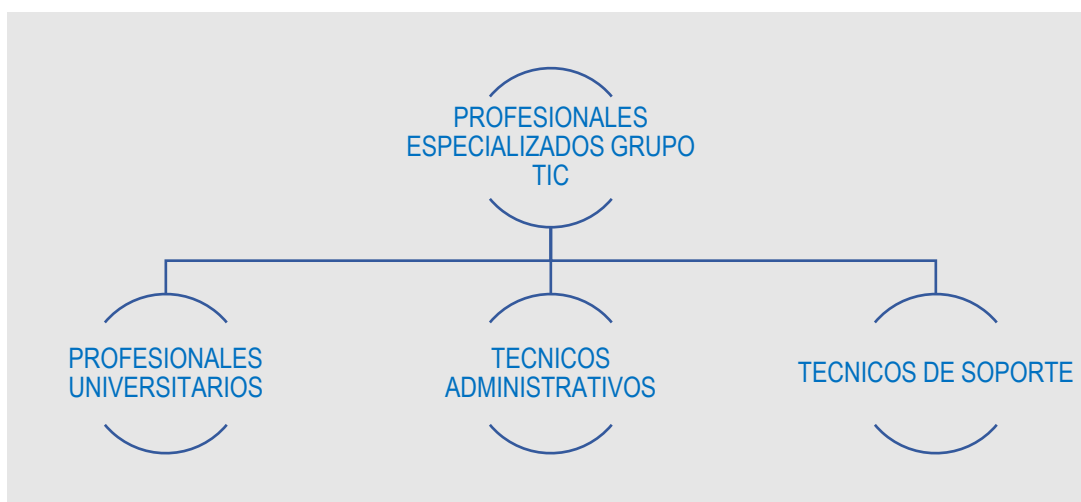 PROFESIONALES
ESPECIALIZADOS GRUPO
TIC
PROFESIONALES
UNIVERSITARIOS
TECNICOS
ADMINISTRATIVOS
TECNICOS DE SOPORTE